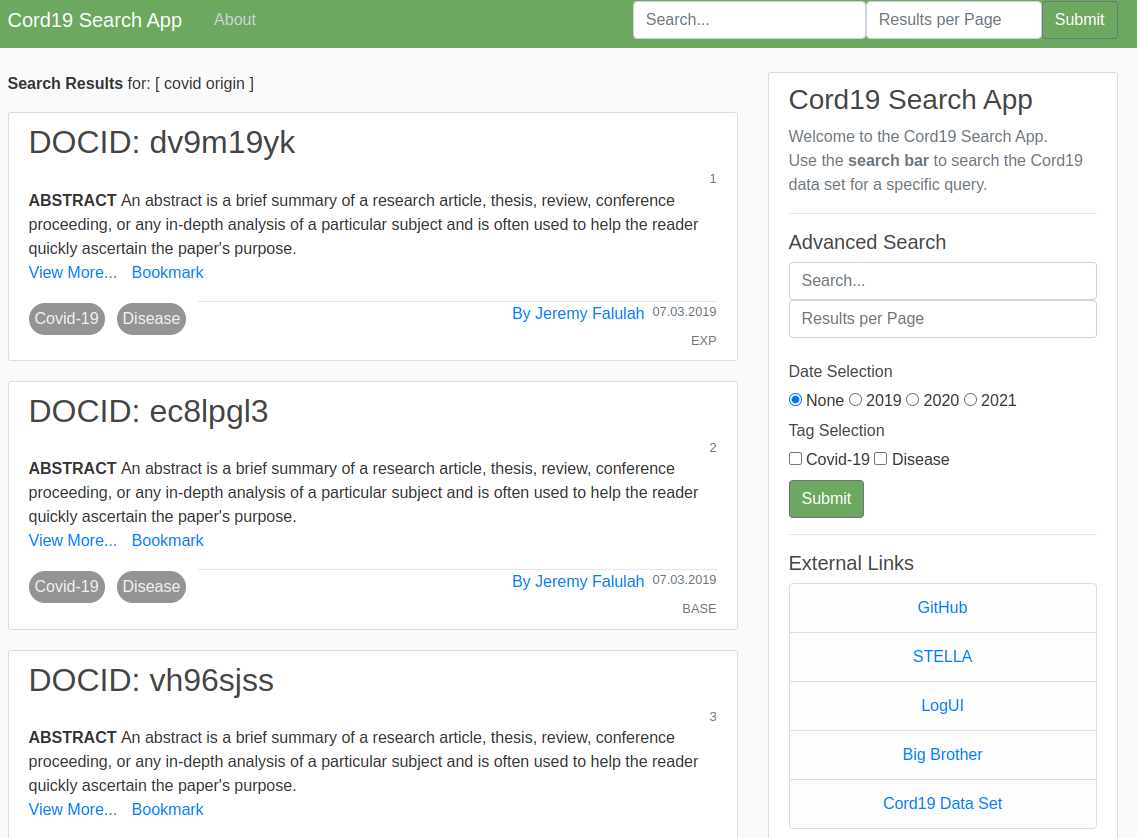 Cord19 Search App About Search... Results per Page Submit
Search Results for: [ covid origin ]
DOCID: dv9m19yk
1
ABSTRACT An abstract is a brief summary of a research article, thesis, review, conference
proceeding, or any in-depth analysis of a particular subject and is often used to help the reader
quickly ascertain the paper's purpose.
View More... Bookmark
Covid-19 Disease By Jeremy Falulah 07.03.2019
EXP
DOCID: ec8lpgl3
2
ABSTRACT An abstract is a brief summary of a research article, thesis, review, conference
proceeding, or any in-depth analysis of a particular subject and is often used to help the reader
quickly ascertain the paper's purpose.
View More... Bookmark
Covid-19 Disease By Jeremy Falulah 07.03.2019
BASE
DOCID: vh96sjss
3
ABSTRACT An abstract is a brief summary of a research article, thesis, review, conference
proceeding, or any in-depth analysis of a particular subject and is often used to help the reader
quickly ascertain the paper's purpose.
View More... Bookmark
Cord19 Search App
Welcome to the Cord19 Search App.
Use the search bar to search the Cord19
data set for a specific query.
Advanced Search
Search...
Results per Page
Date Selection
None 2019 2020 2021
Tag Selection
Covid-19 Disease
Submit
External Links
GitHub
STELLA
LogUI
Big Brother
Cord19 Data Set